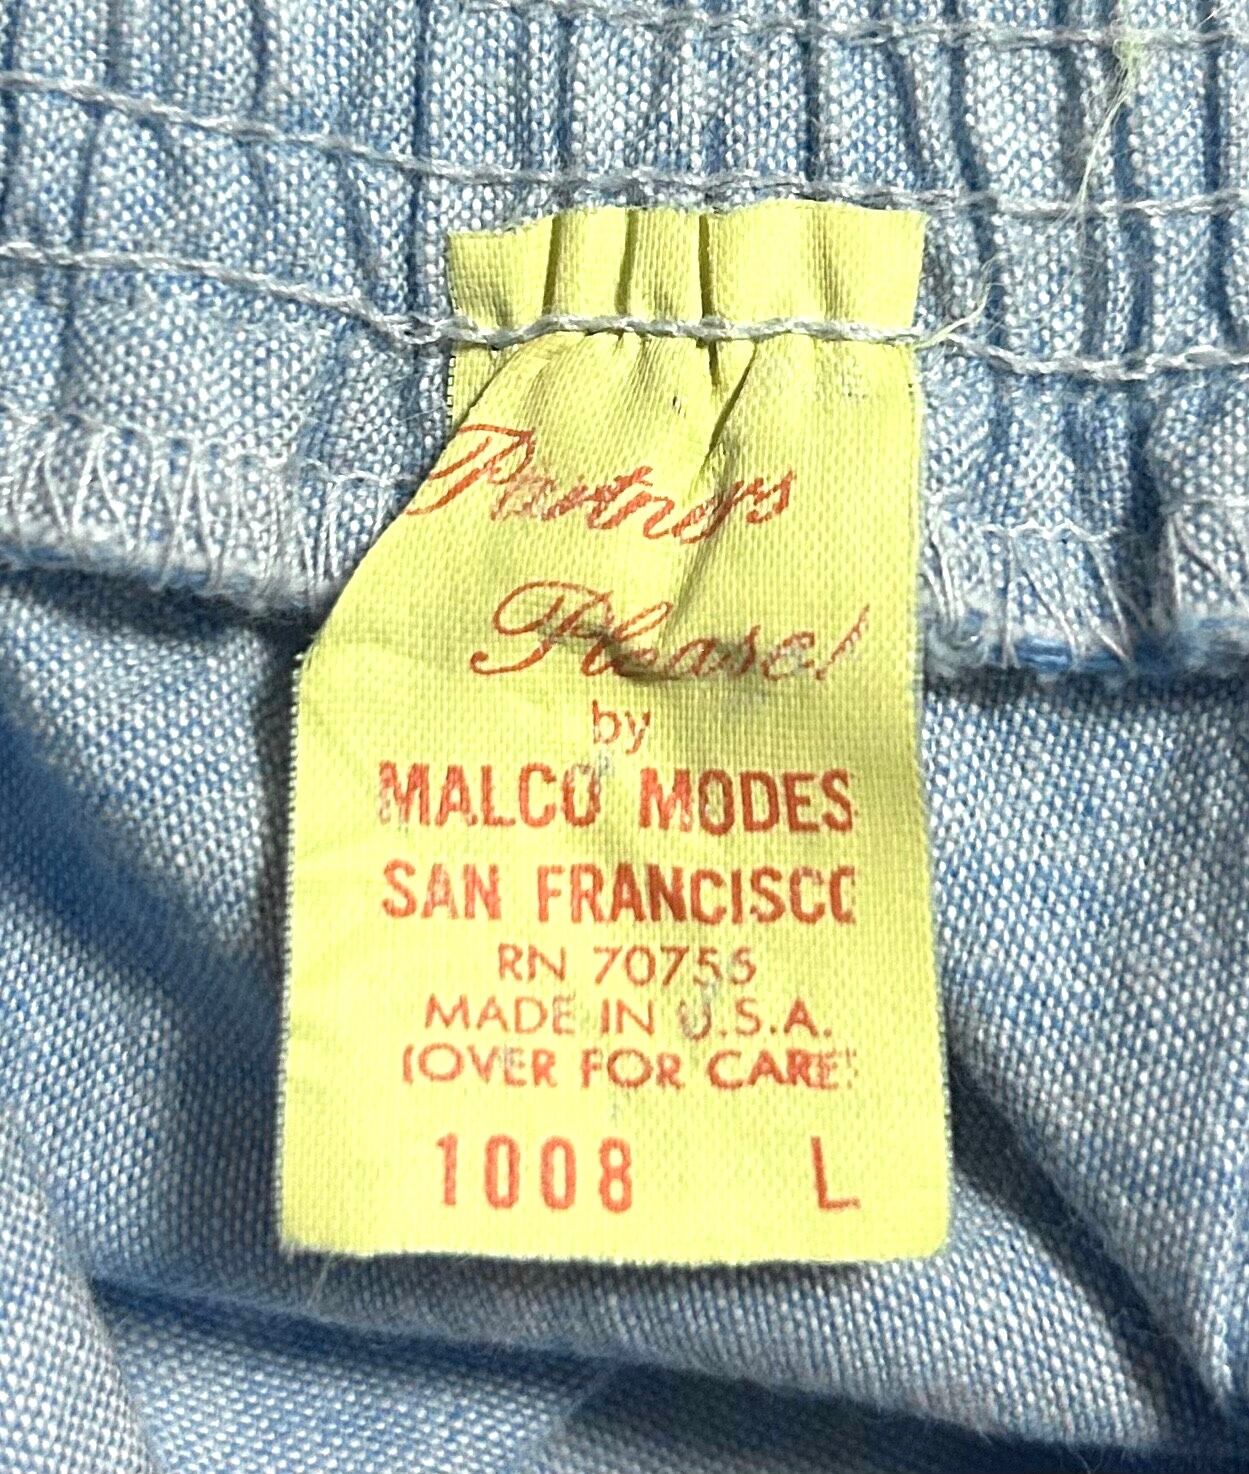 Partners
Please!
by
MALCO MODES
SAN FRANCISCO
RN 70756
MADE IN U.S.A.
(OVER FOR CARE)
1008 L